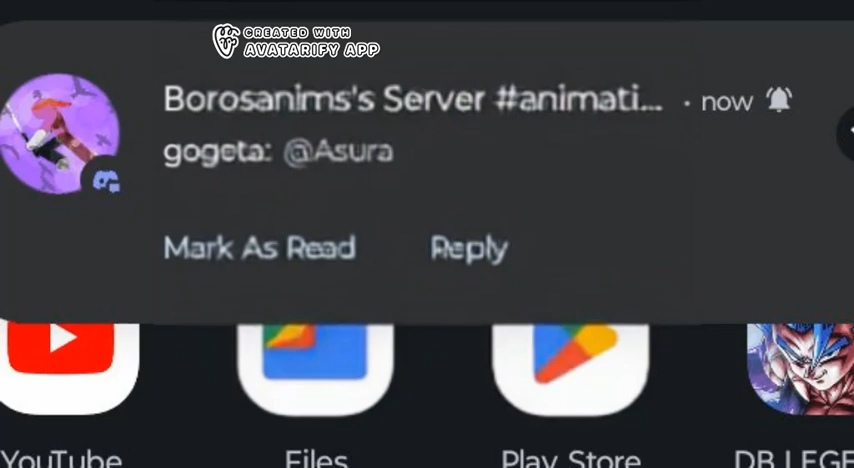 CREATED WITH
AVATARIFY APP
Borosanims's Server #animati... · now
gogeta: @Asura
Mark As Read Reply
YouTube Files Play Store DB LEGE